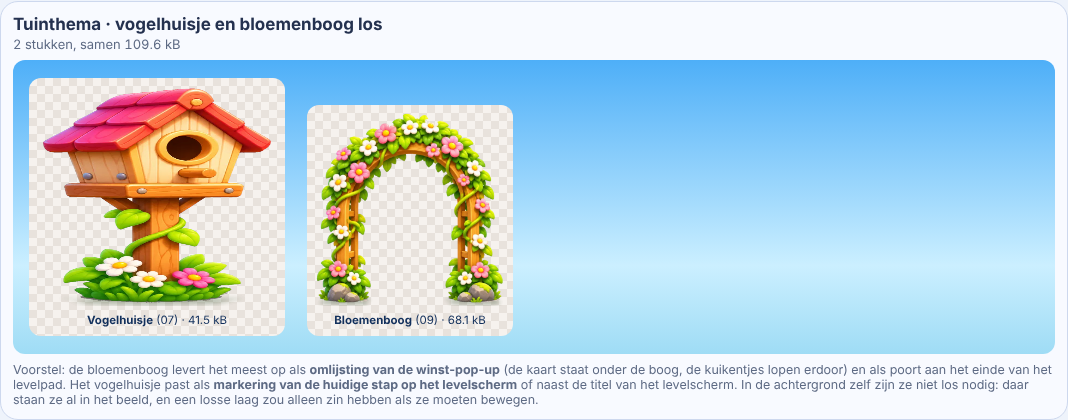 Tuinthema · vogelhuisje en bloemenboog los
2 stukken, samen 109.6 kB
Vogelhuisje (07) · 41.5 kB
Bloemenboog (09) · 68.1 kB
Voorstel: de bloemenboog levert het meest op als omlijsting van de winst-pop-up (de kaart staat onder de boog, de kuikentjes lopen erdoor) en als poort aan het einde van het
levelpad. Het vogelhuisje past als markering van de huidige stap op het levelscherm of naast de titel van het levelscherm. In de achtergrond zelf zijn ze niet los nodig: daar
staan ze al in het beeld, en een losse laag zou alleen zin hebben als ze moeten bewegen.